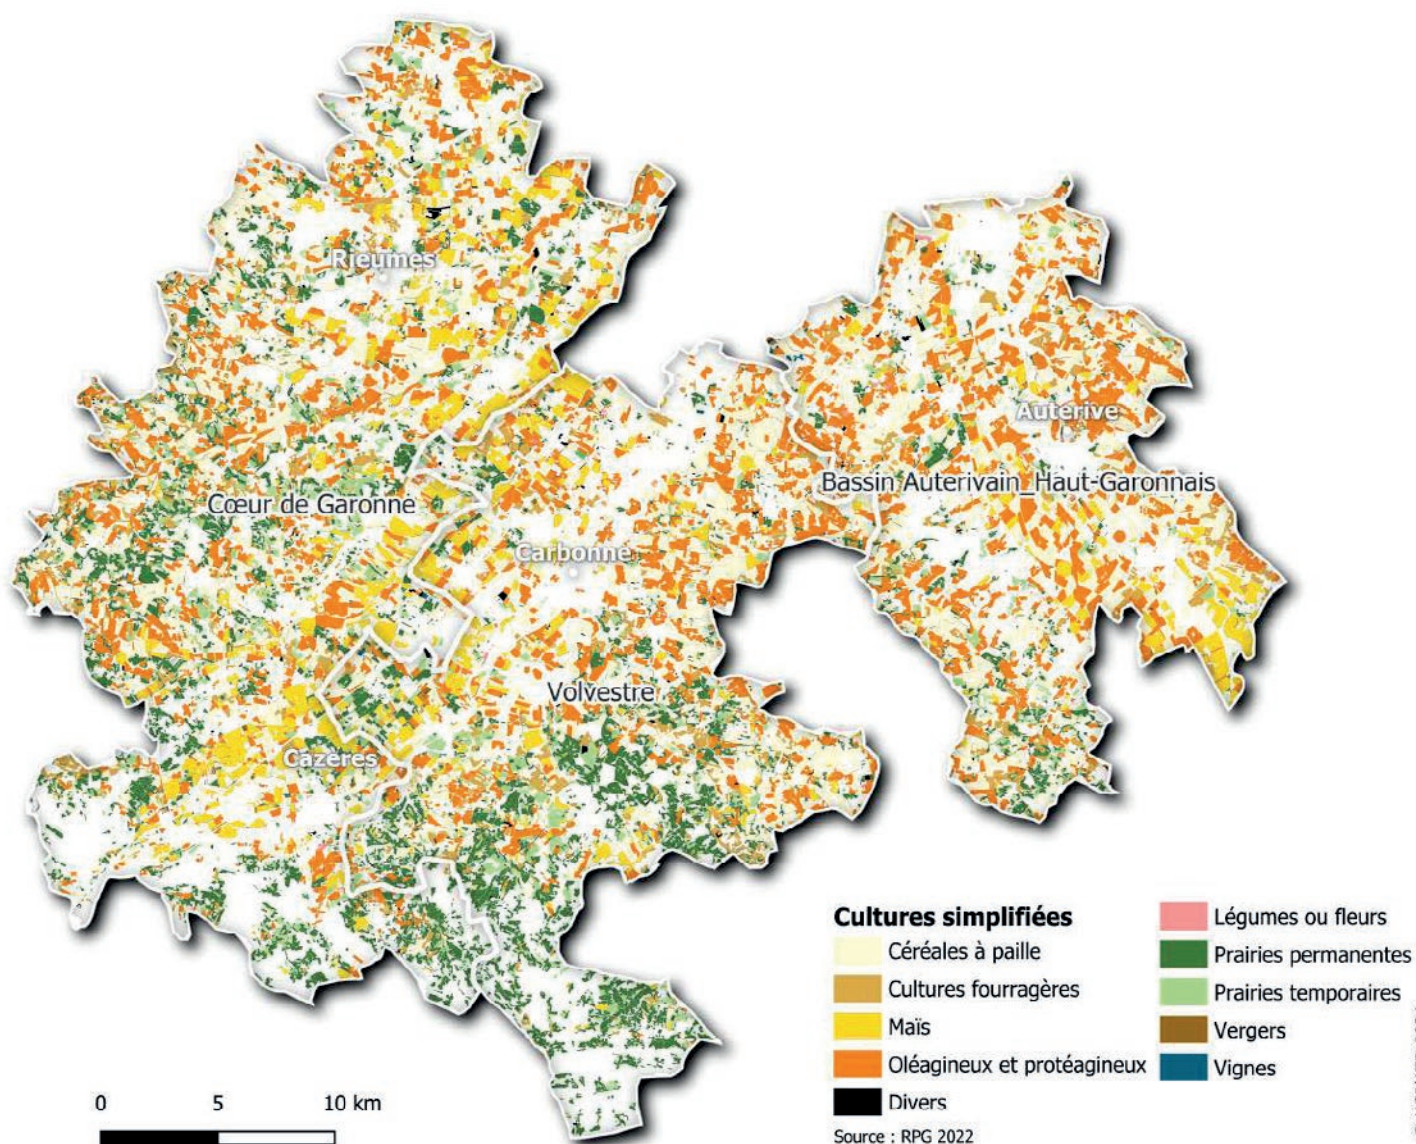 Rieumes
Auterive
Bassin Auterivain_Haut-Garonnais
Cœur de Garonne
Carbonne
Volvestre
Cazères
Cultures simplifiées
Céréales à paille
Cultures fourragères
Maïs
Oléagineux et protéagineux
Divers
Légumes ou fleurs
Prairies permanentes
Prairies temporaires
Vergers
Vignes
Source : RPG 2022
0 5 10 km